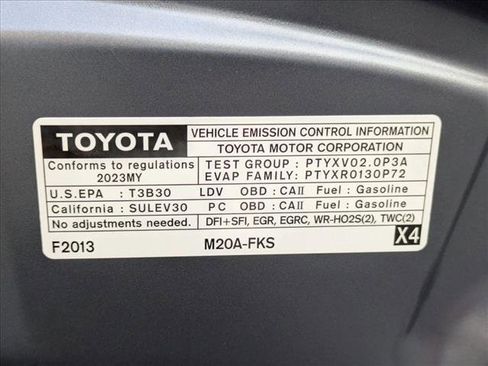 TOYOTA VEHICLE EMISSION CONTROL INFORMATION
TOYOTA MOTOR CORPORATION
Conforms to regulations TEST GROUP : PTYXV02.0P3A
2023MY EVAP FAMILY: PTYXR0130P72
U.S.EPA : T3B30 LDV OBD : CAII Fuel : Gasoline
California : SULEV30 PC OBD : CAII Fuel : Gasoline
No adjustments needed. DFI+SFI, EGR, EGRC, WR-HO2S(2), TWC(2)
F2013 M20A-FKS X4